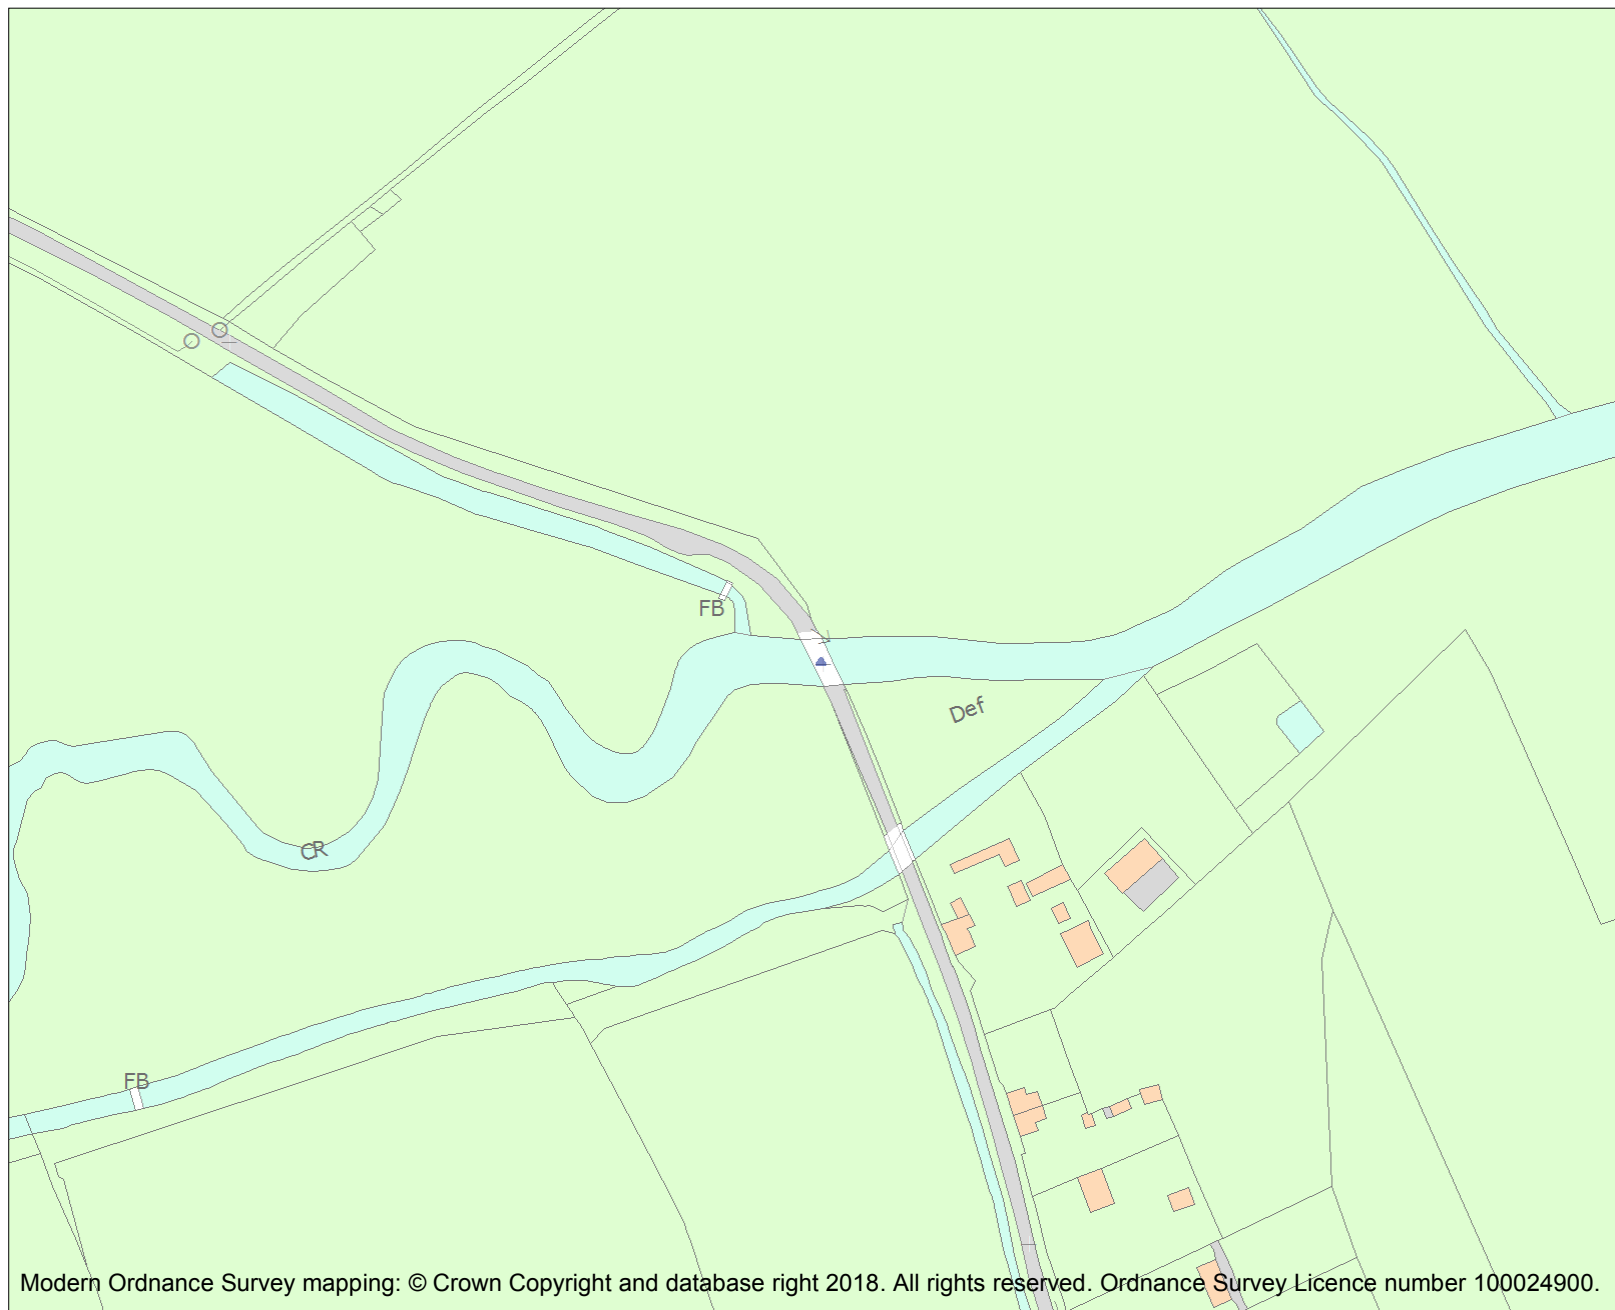 FB
Def
CR
FB
Modern Ordnance Survey mapping: © Crown Copyright and database right 2018. All rights reserved. Ordnance Survey Licence number 100024900.